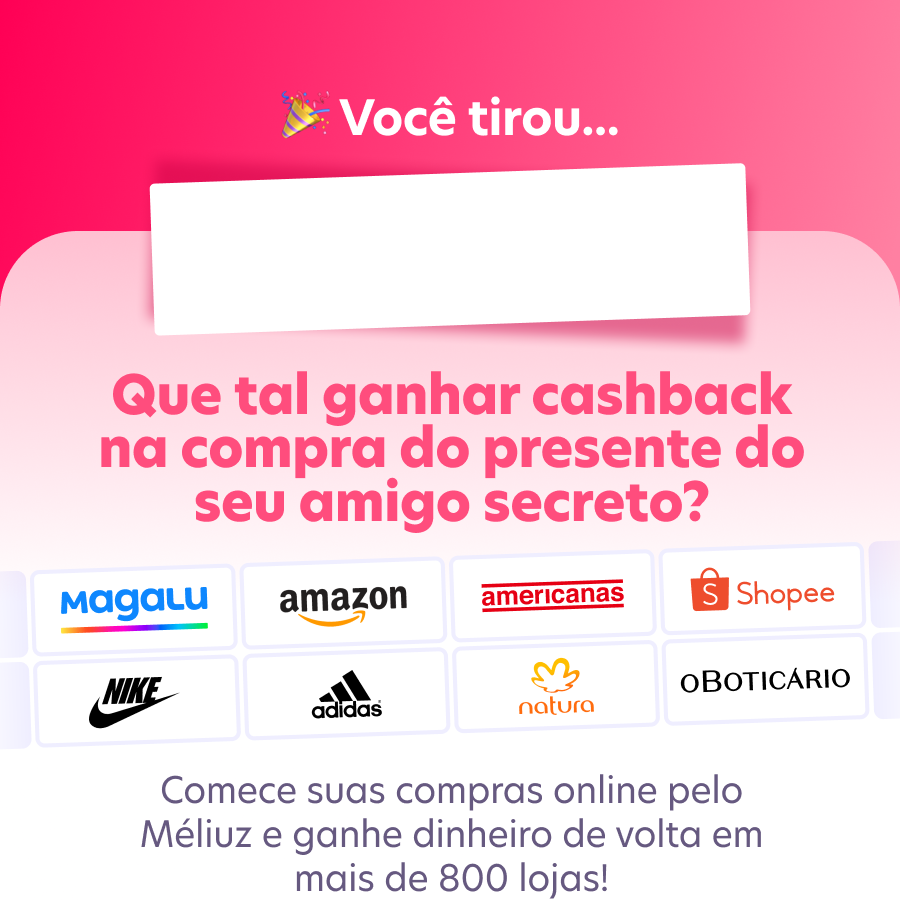 🎉 Você tirou...
Que tal ganhar cashback
na compra do presente do
seu amigo secreto?
Magalu amazon americanas Shopee
NIKE adidas natura oBOTICÁRIO
Comece suas compras online pelo
Méliuz e ganhe dinheiro de volta em
mais de 800 lojas!